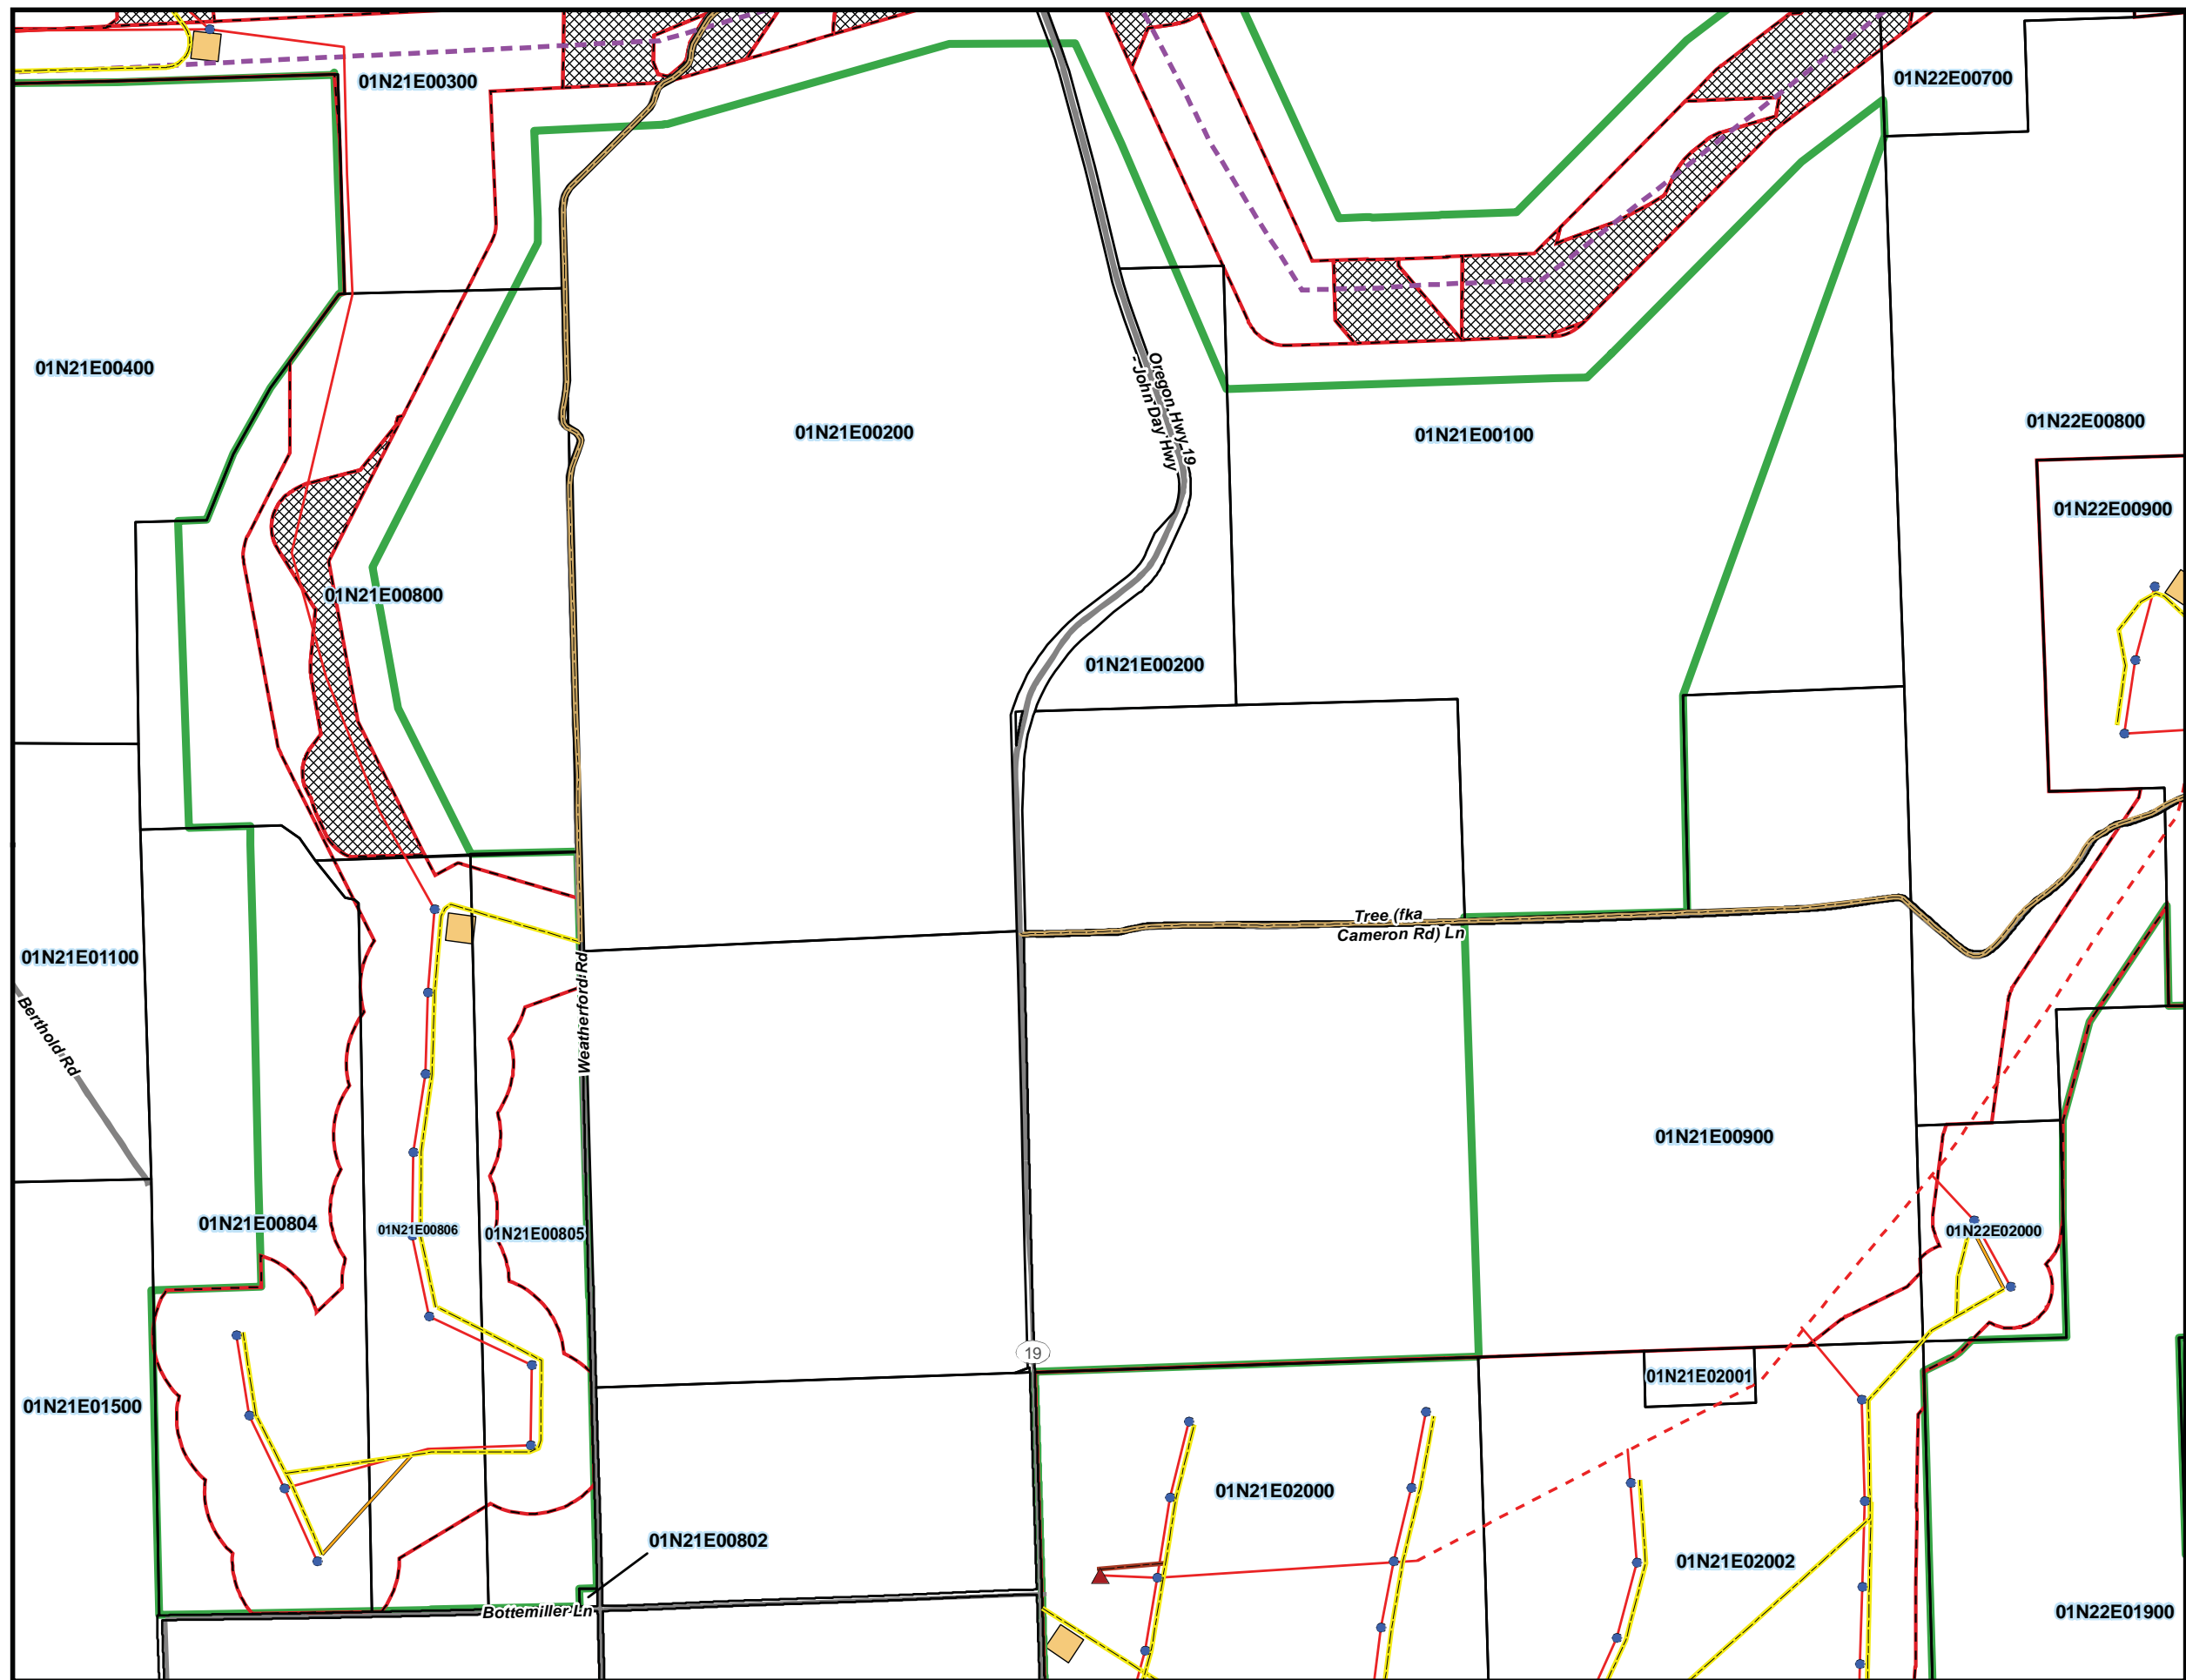 01N21E00300
01N22E00700
01N21E00400
01N21E00200
Oregon Hwy 19
- John Day Hwy
01N21E00100
01N22E00800
01N22E00900
01N21E00800
01N21E00200
Tree (fka
Cameron Rd) Ln
01N21E01100
Berthold Rd
Weatherford Rd
01N21E00900
01N21E00804
01N21E00806
01N21E00805
01N22E02000
19
01N21E02001
01N21E01500
01N21E02000
01N21E00802
01N21E02002
Bottemiller Ln
01N22E01900